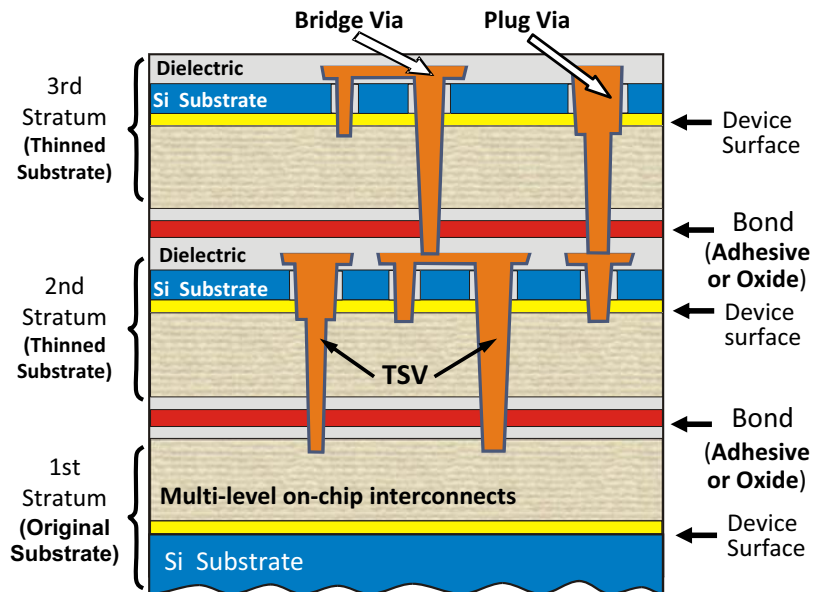 Bridge Via
Plug Via
3rd
Stratum
(Thinned
Substrate)
Dielectric
Si Substrate
Device
Surface
Bond
(Adhesive
or Oxide)
2nd
Stratum
(Thinned
Substrate)
Dielectric
Si Substrate
Device
surface
TSV
Bond
(Adhesive
or Oxide)
1st
Stratum
(Original
Substrate)
Multi-level on-chip interconnects
Device
Surface
Si Substrate